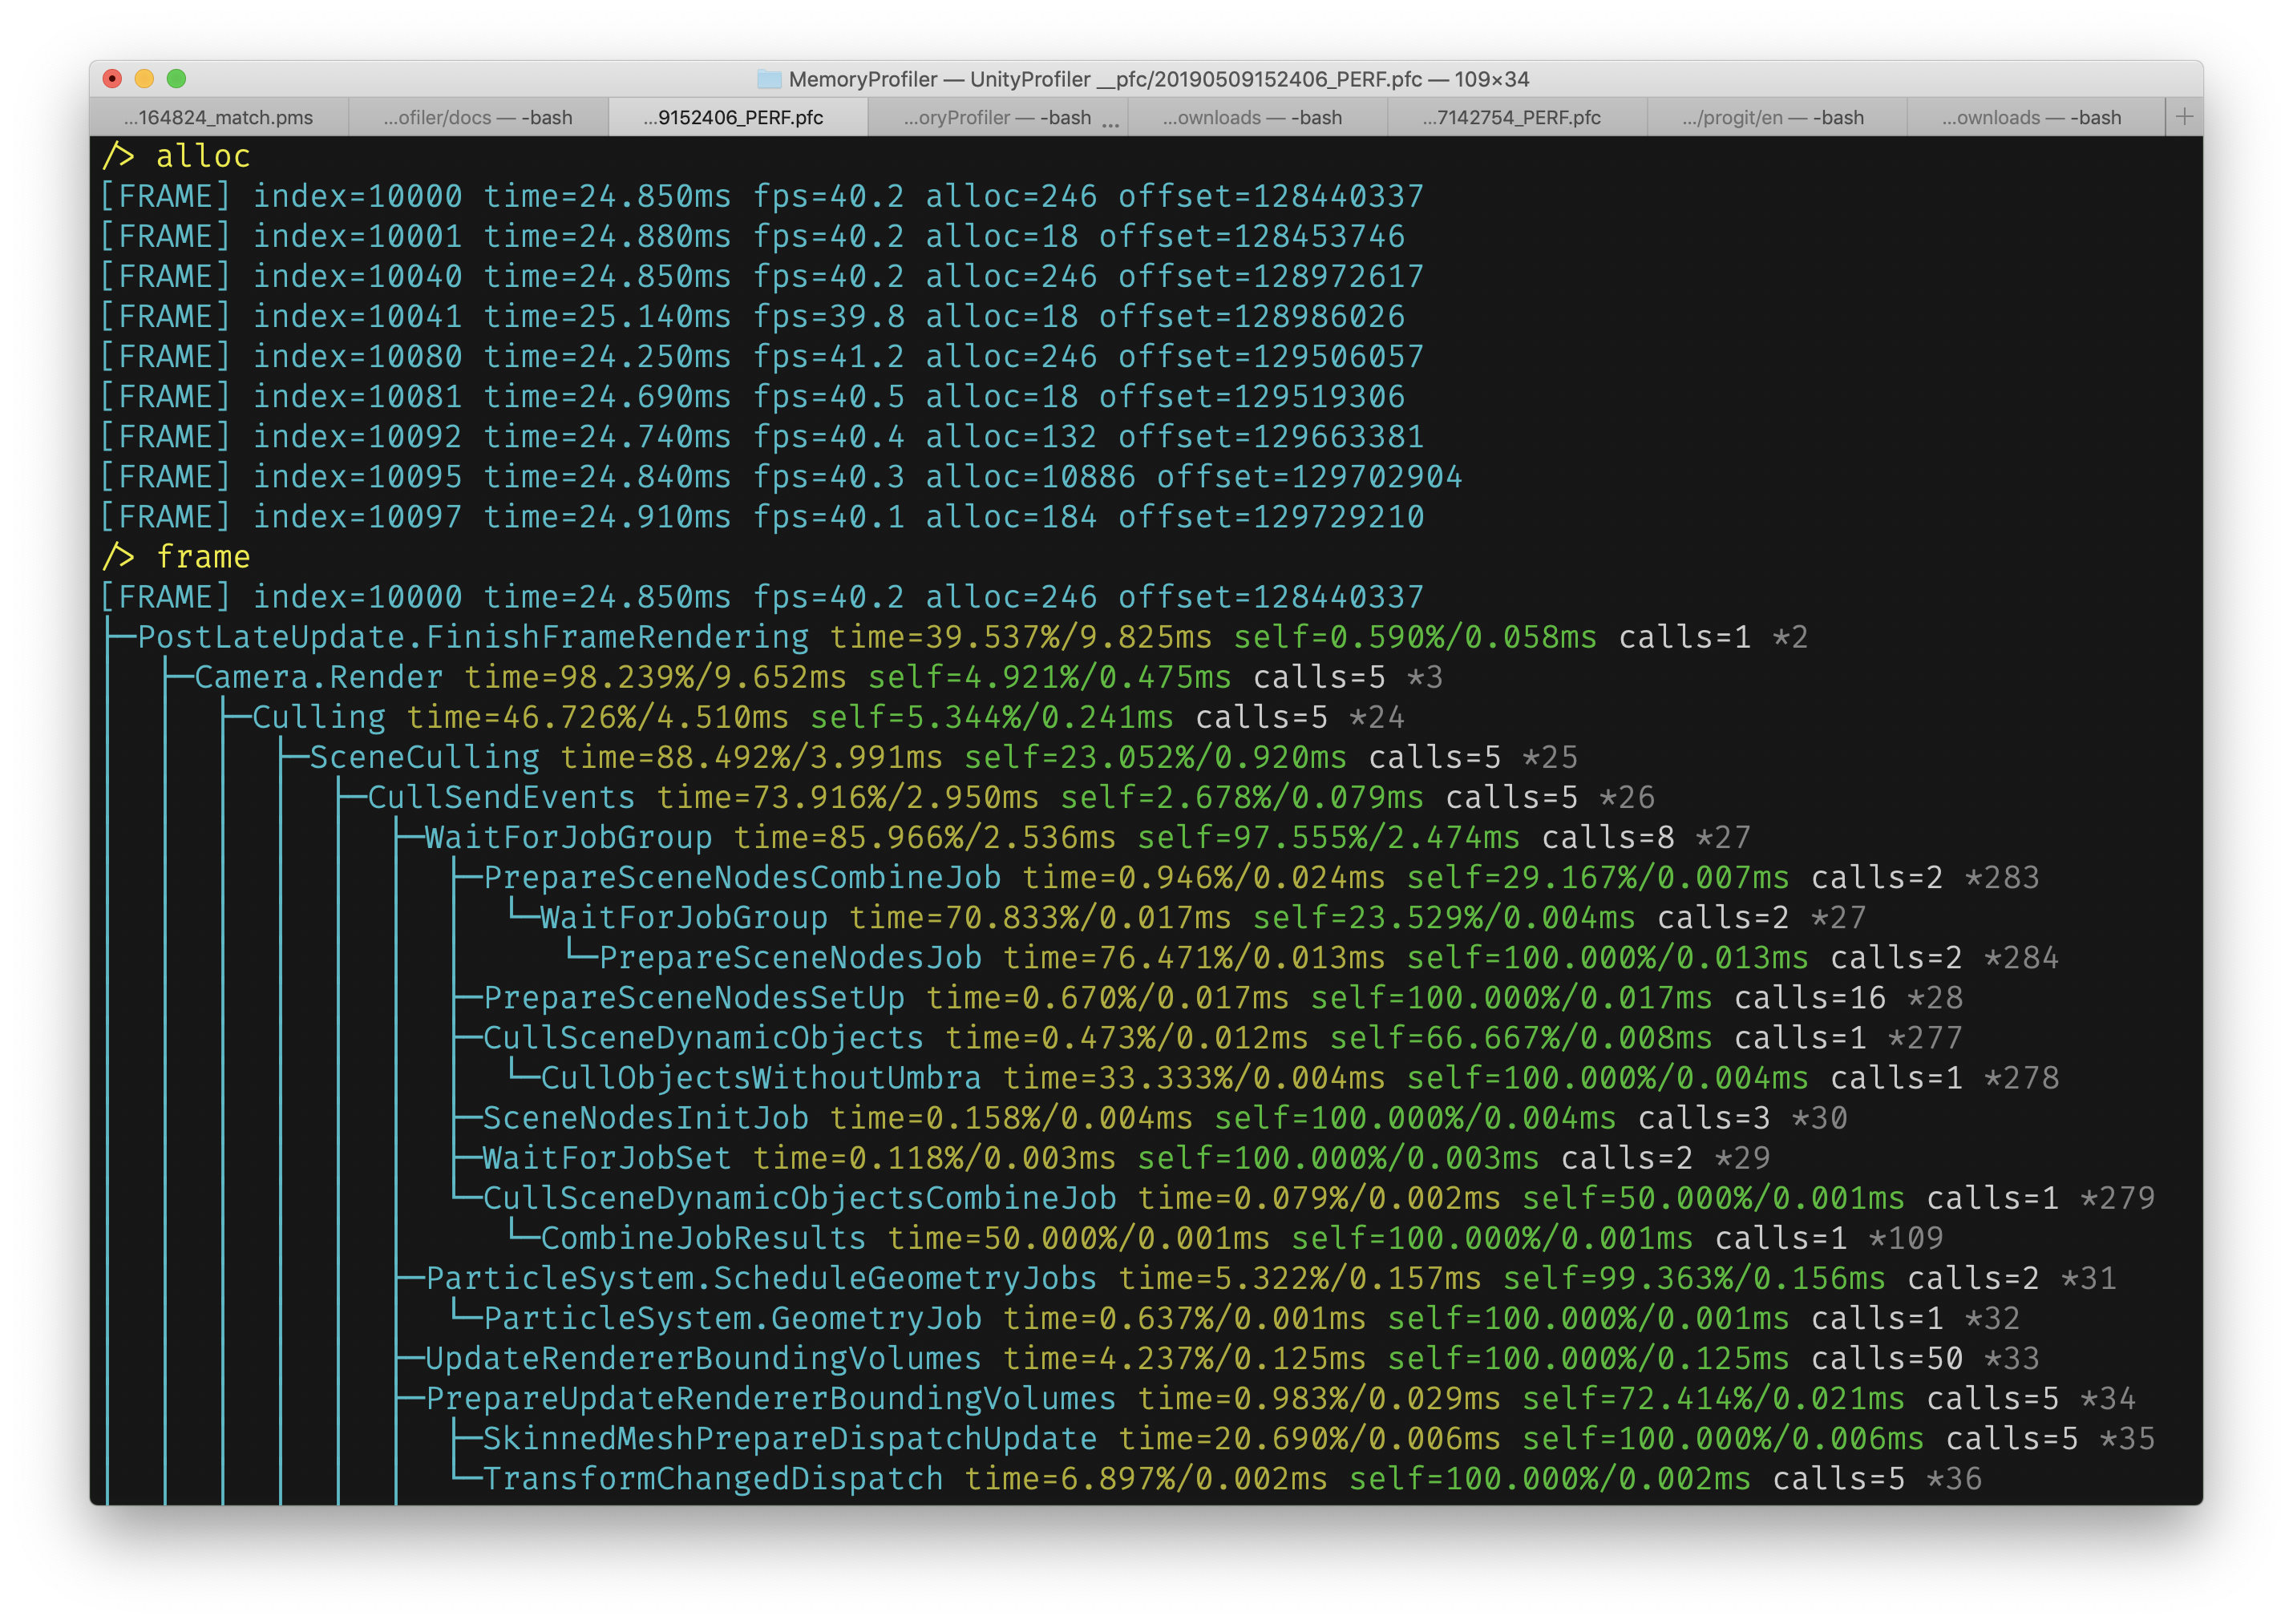 MemoryProfiler — UnityProfiler __pfc/20190509152406_PERF.pfc — 109×34
...164824_match.pms ...ofiler/docs — -bash ...9152406_PERF.pfc ...oryProfiler — -bash ... ...ownloads — -bash ...7142754_PERF.pfc .../progit/en — -bash ...ownloads — -bash +
/> alloc
[FRAME] index=10000 time=24.850ms fps=40.2 alloc=246 offset=128440337
[FRAME] index=10001 time=24.880ms fps=40.2 alloc=18 offset=128453746
[FRAME] index=10040 time=24.850ms fps=40.2 alloc=246 offset=128972617
[FRAME] index=10041 time=25.140ms fps=39.8 alloc=18 offset=128986026
[FRAME] index=10080 time=24.250ms fps=41.2 alloc=246 offset=129506057
[FRAME] index=10081 time=24.690ms fps=40.5 alloc=18 offset=129519306
[FRAME] index=10092 time=24.740ms fps=40.4 alloc=132 offset=129663381
[FRAME] index=10095 time=24.840ms fps=40.3 alloc=10886 offset=129702904
[FRAME] index=10097 time=24.910ms fps=40.1 alloc=184 offset=129729210
/> frame
[FRAME] index=10000 time=24.850ms fps=40.2 alloc=246 offset=128440337
├─PostLateUpdate.FinishFrameRendering time=39.537%/9.825ms self=0.590%/0.058ms calls=1 *2
│  ├─Camera.Render time=98.239%/9.652ms self=4.921%/0.475ms calls=5 *3
│  │  ├─Culling time=46.726%/4.510ms self=5.344%/0.241ms calls=5 *24
│  │  │  ├─SceneCulling time=88.492%/3.991ms self=23.052%/0.920ms calls=5 *25
│  │  │  │  ├─CullSendEvents time=73.916%/2.950ms self=2.678%/0.079ms calls=5 *26
│  │  │  │  │  ├─WaitForJobGroup time=85.966%/2.536ms self=97.555%/2.474ms calls=8 *27
│  │  │  │  │  │  ├─PrepareSceneNodesCombineJob time=0.946%/0.024ms self=29.167%/0.007ms calls=2 *283
│  │  │  │  │  │  │  └─WaitForJobGroup time=70.833%/0.017ms self=23.529%/0.004ms calls=2 *27
│  │  │  │  │  │  │     └─PrepareSceneNodesJob time=76.471%/0.013ms self=100.000%/0.013ms calls=2 *284
│  │  │  │  │  │  ├─PrepareSceneNodesSetUp time=0.670%/0.017ms self=100.000%/0.017ms calls=16 *28
│  │  │  │  │  │  ├─CullSceneDynamicObjects time=0.473%/0.012ms self=66.667%/0.008ms calls=1 *277
│  │  │  │  │  │  │  └─CullObjectsWithoutUmbra time=33.333%/0.004ms self=100.000%/0.004ms calls=1 *278
│  │  │  │  │  │  ├─SceneNodesInitJob time=0.158%/0.004ms self=100.000%/0.004ms calls=3 *30
│  │  │  │  │  │  ├─WaitForJobSet time=0.118%/0.003ms self=100.000%/0.003ms calls=2 *29
│  │  │  │  │  │  └─CullSceneDynamicObjectsCombineJob time=0.079%/0.002ms self=50.000%/0.001ms calls=1 *279
│  │  │  │  │  │     └─CombineJobResults time=50.000%/0.001ms self=100.000%/0.001ms calls=1 *109
│  │  │  │  │  ├─ParticleSystem.ScheduleGeometryJobs time=5.322%/0.157ms self=99.363%/0.156ms calls=2 *31
│  │  │  │  │  │  └─ParticleSystem.GeometryJob time=0.637%/0.001ms self=100.000%/0.001ms calls=1 *32
│  │  │  │  │  ├─UpdateRendererBoundingVolumes time=4.237%/0.125ms self=100.000%/0.125ms calls=50 *33
│  │  │  │  │  ├─PrepareUpdateRendererBoundingVolumes time=0.983%/0.029ms self=72.414%/0.021ms calls=5 *34
│  │  │  │  │  │  ├─SkinnedMeshPrepareDispatchUpdate time=20.690%/0.006ms self=100.000%/0.006ms calls=5 *35
│  │  │  │  │  │  └─TransformChangedDispatch time=6.897%/0.002ms self=100.000%/0.002ms calls=5 *36